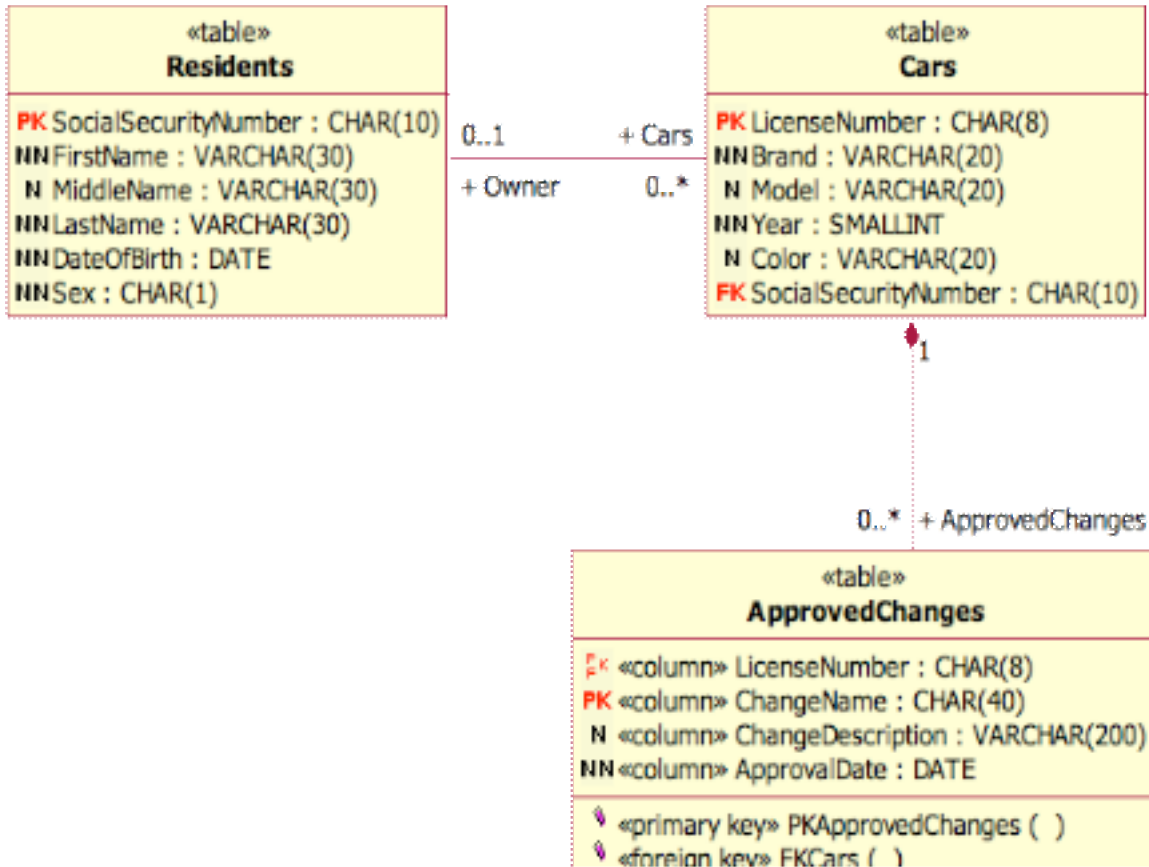 «table»
Residents
PK SocialSecurityNumber : CHAR(10)
NN FirstName : VARCHAR(30)
N MiddleName : VARCHAR(30)
NN LastName : VARCHAR(30)
NN DateOfBirth : DATE
NN Sex : CHAR(1)
0..1 + Cars
+ Owner 0..*
«table»
Cars
PK LicenseNumber : CHAR(8)
NN Brand : VARCHAR(20)
N Model : VARCHAR(20)
NN Year : SMALLINT
N Color : VARCHAR(20)
FK SocialSecurityNumber : CHAR(10)
1
0..* + ApprovedChanges
«table»
ApprovedChanges
PK F «column» LicenseNumber : CHAR(8)
PK «column» ChangeName : CHAR(40)
N «column» ChangeDescription : VARCHAR(200)
NN «column» ApprovalDate : DATE
«primary key» PKApprovedChanges ( )
«foreign key» FKCars ( )